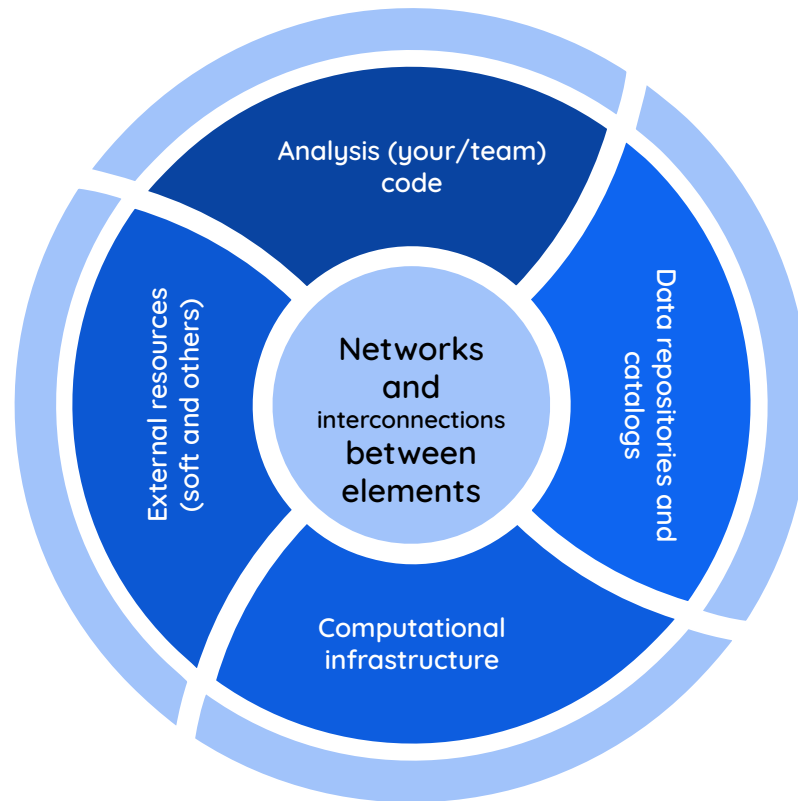 Analysis (your/team)
code
External resources
(soft and others)
Networks
and
interconnections
between
elements
Data repositories and
catalogs
Computational
infrastructure